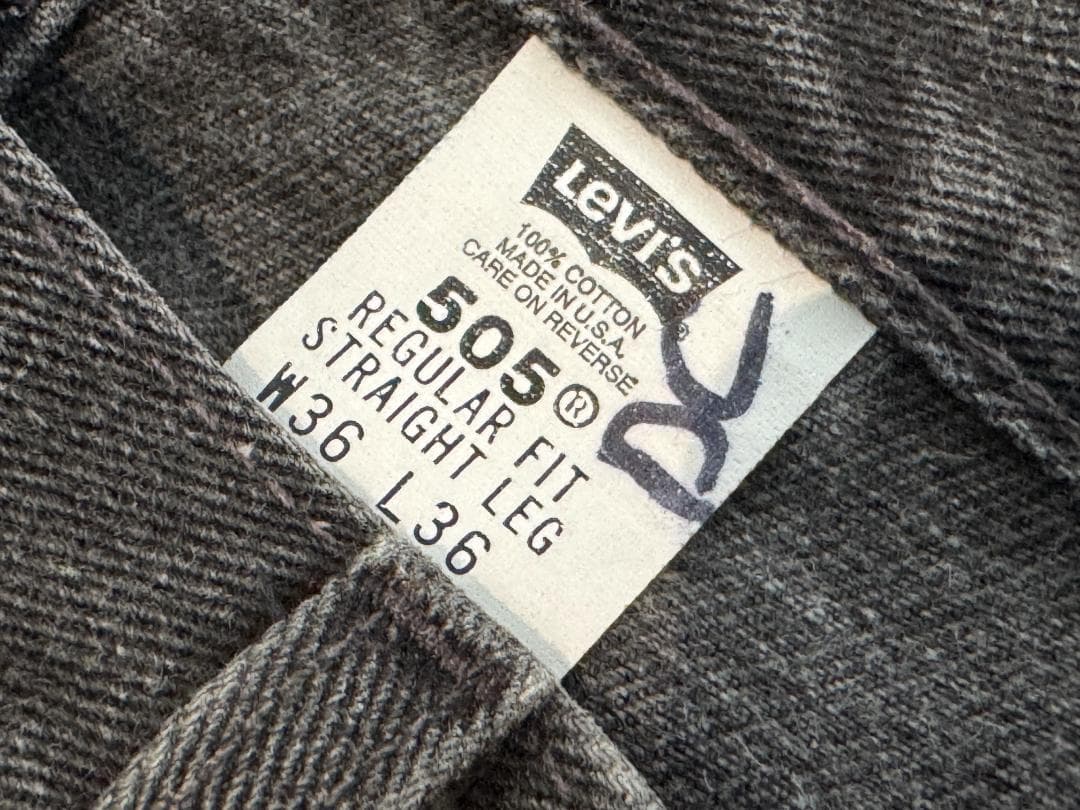 Levi's®
100% COTTON
MADE IN U.S.A.
CARE ON REVERSE
505®
REGULAR FIT
STRAIGHT LEG
W36 L36